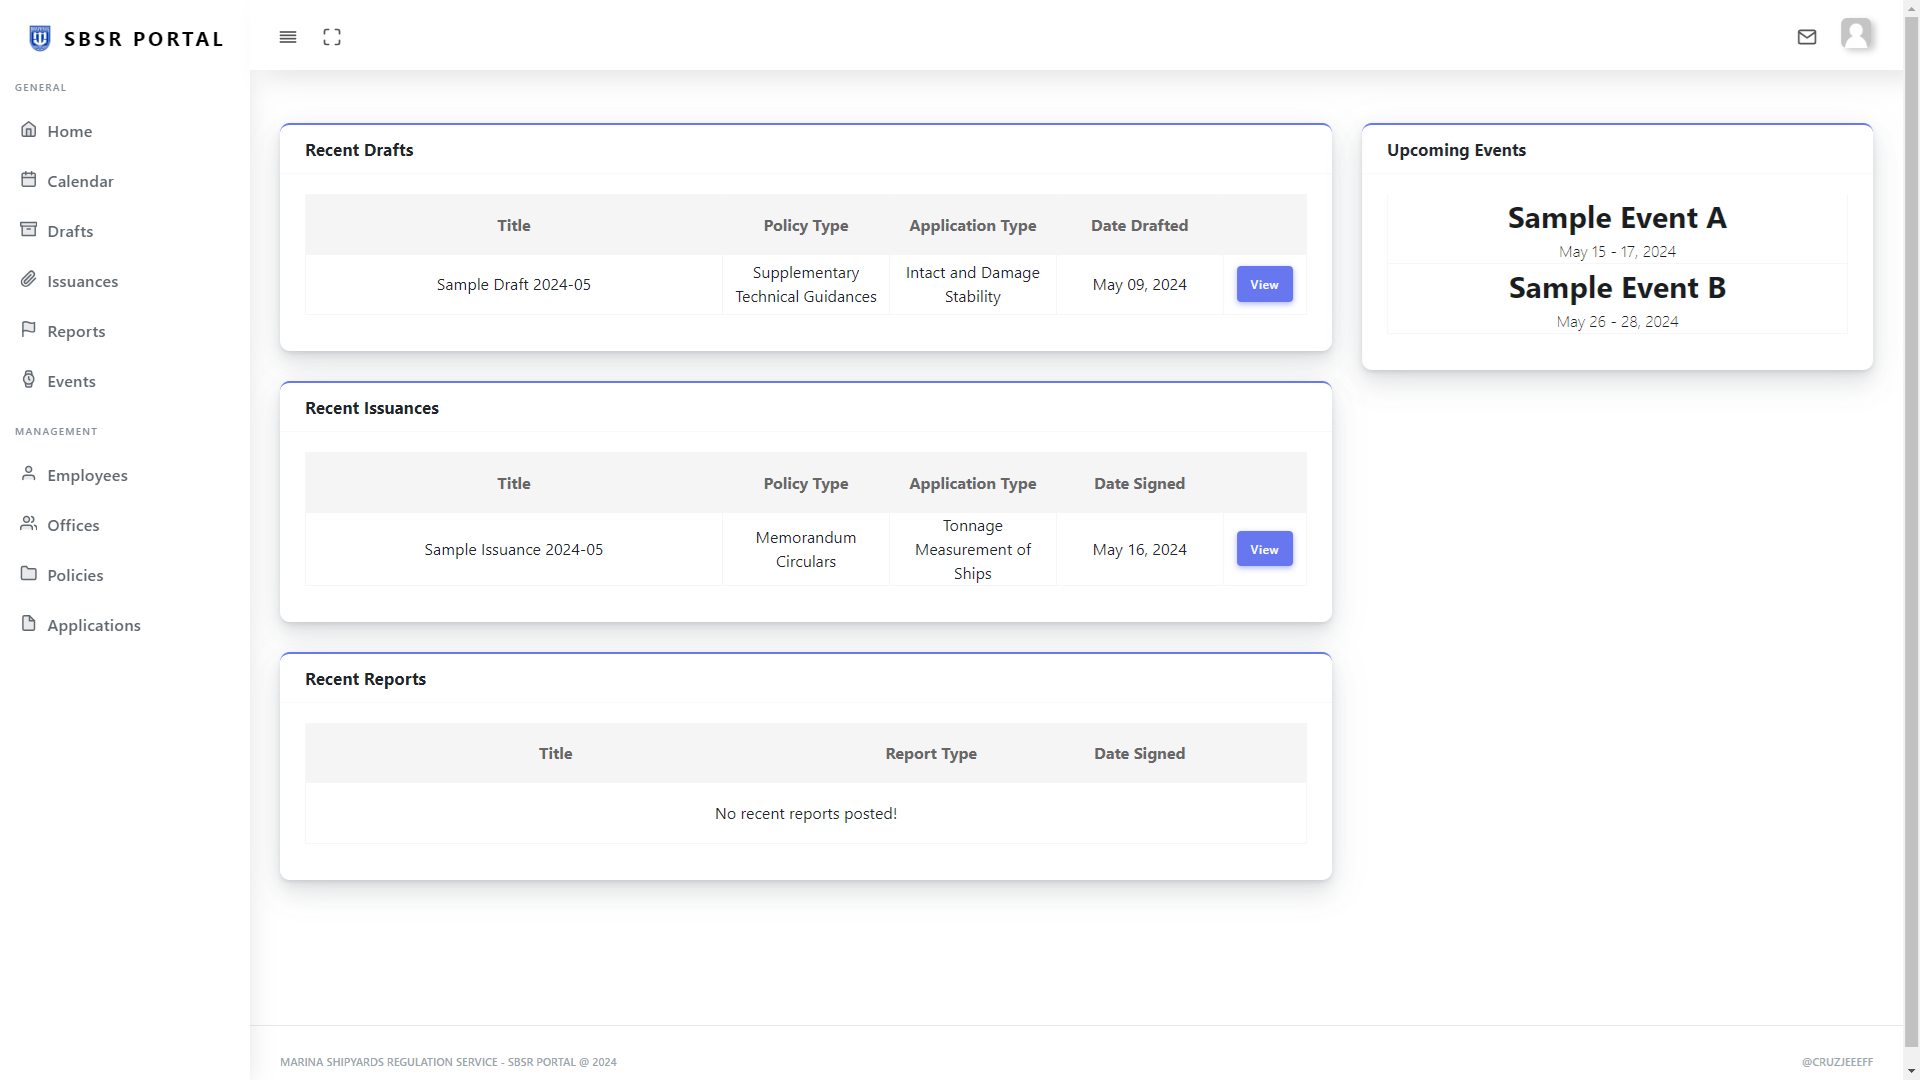 SBSR PORTAL
GENERAL
Home
Calendar
Drafts
Issuances
Reports
Events
MANAGEMENT
Employees
Offices
Policies
Applications
Recent Drafts
Title Policy Type Application Type Date Drafted
Sample Draft 2024-05 Supplementary Technical Guidances Intact and Damage Stability May 09, 2024 View
Recent Issuances
Title Policy Type Application Type Date Signed
Sample Issuance 2024-05 Memorandum Circulars Tonnage Measurement of Ships May 16, 2024 View
Recent Reports
Title Report Type Date Signed
No recent reports posted!
Upcoming Events
Sample Event A
May 15 - 17, 2024
Sample Event B
May 26 - 28, 2024
MARINA SHIPYARDS REGULATION SERVICE - SBSR PORTAL @ 2024
@CRUZJEEEFF